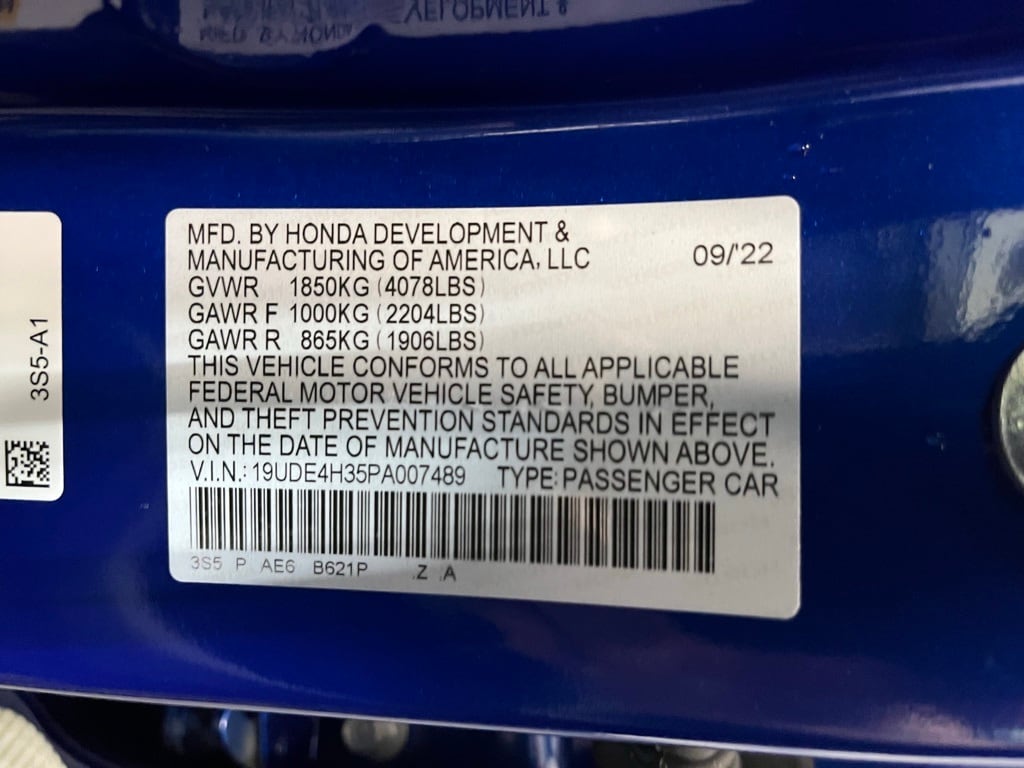 MFD. BY HONDA DEVELOPMENT &
MANUFACTURING OF AMERICA, LLC 09/'22
GVWR 1850KG (4078LBS)
GAWR F 1000KG (2204LBS)
GAWR R 865KG (1906LBS)
THIS VEHICLE CONFORMS TO ALL APPLICABLE
FEDERAL MOTOR VEHICLE SAFETY, BUMPER,
AND THEFT PREVENTION STANDARDS IN EFFECT
ON THE DATE OF MANUFACTURE SHOWN ABOVE.
V.I.N.: 19UDE4H35PA007489 TYPE: PASSENGER CAR
3S5 P AE6 B621P .Z .A
3S5-A1